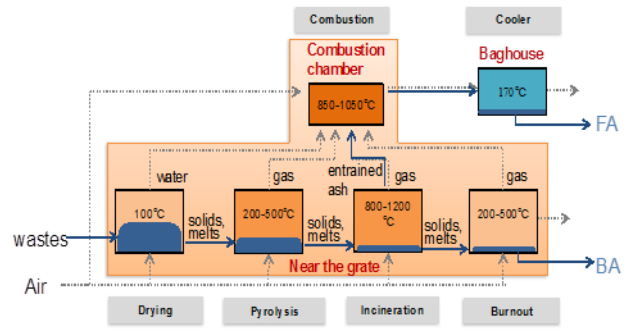 Combustion
Cooler
Combustion
chamber
Baghouse
850-1050°C
170°C
FA
water
gas
entrained
ash
gas
gas
100°C
200-500°C
800-1200
°C
200-500°C
wastes
solids,
melts
solids,
melts
solids,
melts
Near the grate
BA
Air
Drying
Pyrolysis
Incineration
Burnout